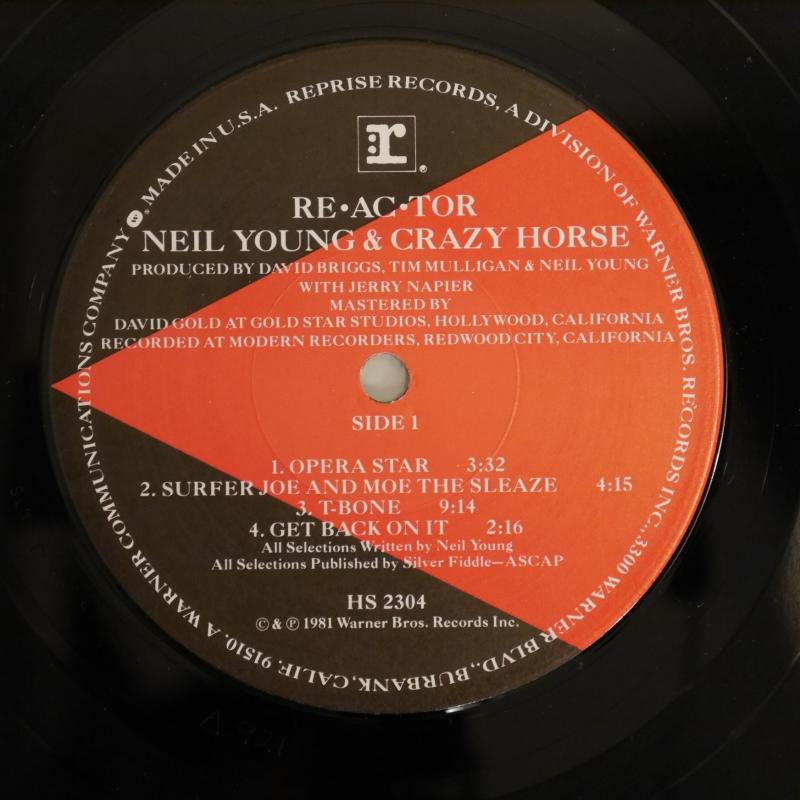 MADE IN U.S.A. REPRISE RECORDS, A DIVISION OF WARNER BROS. RECORDS INC., 3300 WARNER BLVD., BURBANK, CALIF. 91510. A WARNER COMMUNICATIONS COMPANY
r
®
RE•AC•TOR
NEIL YOUNG & CRAZY HORSE
PRODUCED BY DAVID BRIGGS, TIM MULLIGAN & NEIL YOUNG
WITH JERRY NAPIER
MASTERED BY
DAVID GOLD AT GOLD STAR STUDIOS, HOLLYWOOD, CALIFORNIA
RECORDED AT MODERN RECORDERS, REDWOOD CITY, CALIFORNIA
SIDE 1
1. OPERA STAR 3:32
2. SURFER JOE AND MOE THE SLEAZE 4:15
3. T-BONE 9:14
4. GET BACK ON IT 2:16
All Selections Written by Neil Young
All Selections Published by Silver Fiddle—ASCAP
HS 2304
© & ℗ 1981 Warner Bros. Records Inc.